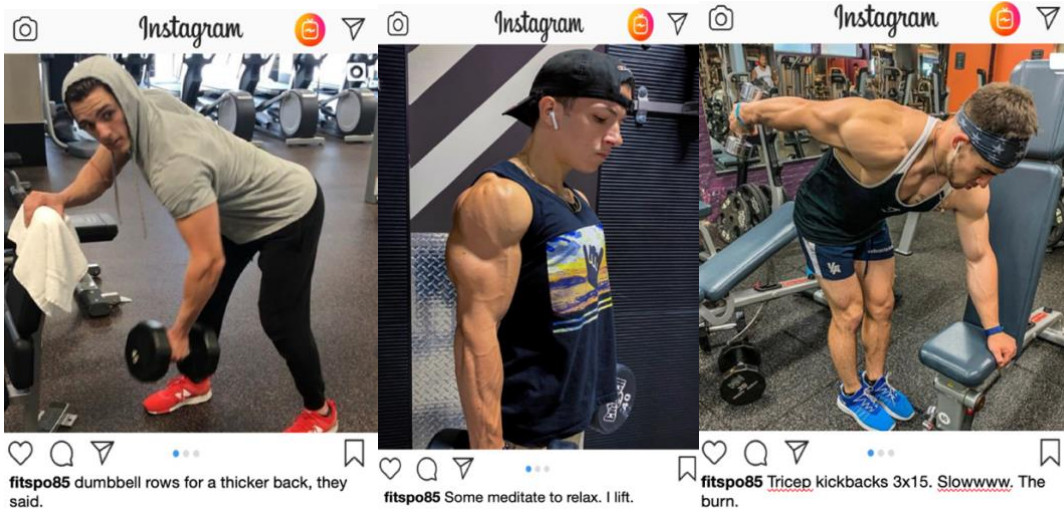 Instagram
fitspo85 dumbbell rows for a thicker back, they
said.
Instagram
40
fitspo85 Some meditate to relax. I lift.
Instagram
fitspo85 Tricep kickbacks 3x15. Slowwww. The
burn.